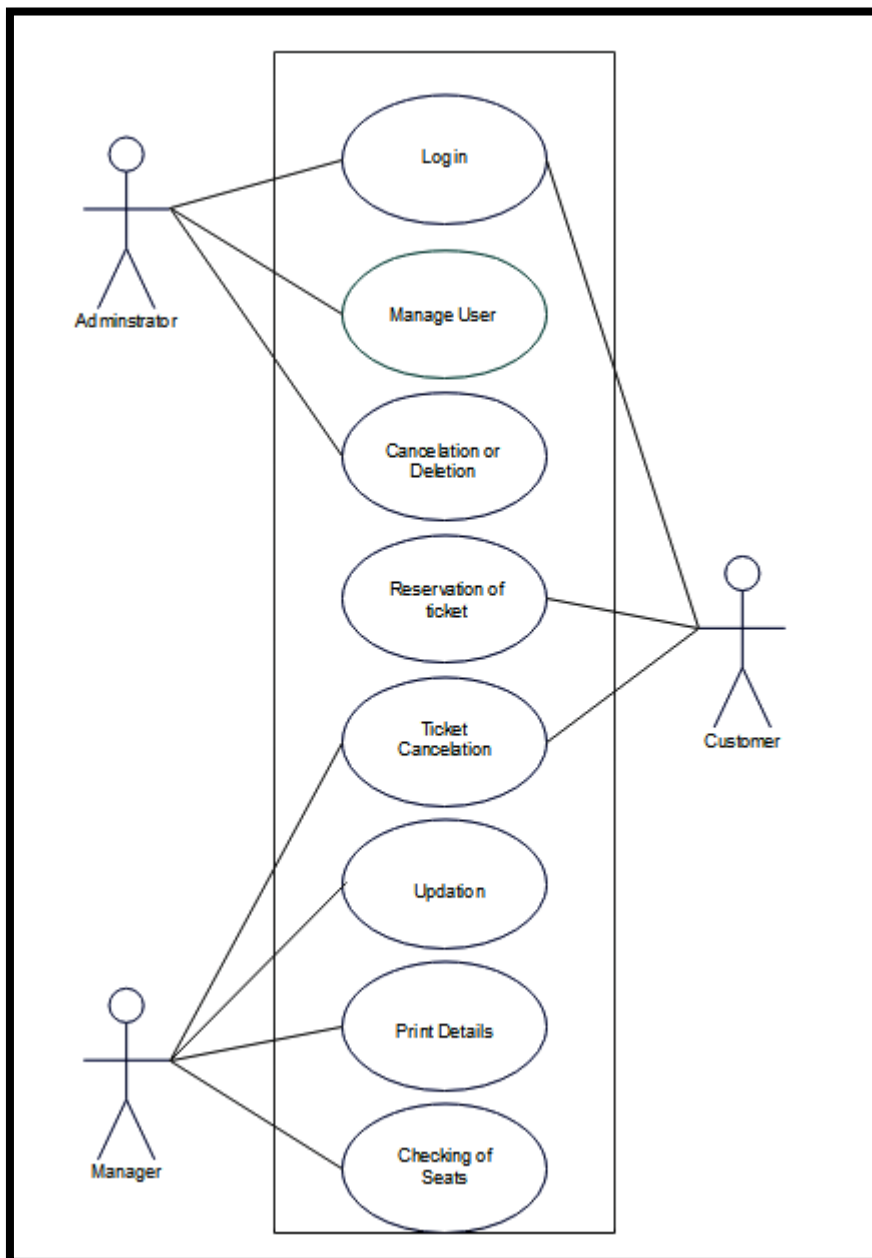 Login
Adminstrator
Manage User
Cancelation or
Deletion
Reservation of
ticket
Ticket
Cancelation
Customer
Updation
Print Details
Manager
Checking of
Seats